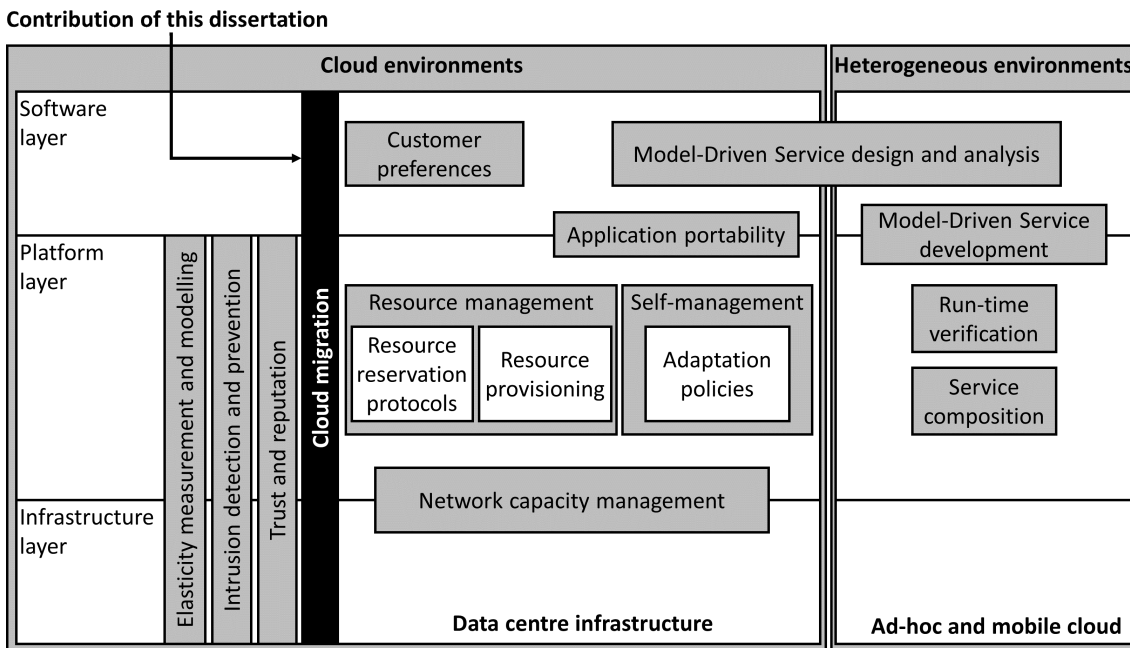 Contribution of this dissertation
Cloud environments
Heterogeneous environments
Software
layer
Customer
preferences
Model-Driven Service design and analysis
Application portability
Model-Driven Service
development
Platform
layer
Elasticity measurement and modelling
Intrusion detection and prevention
Trust and reputation
Cloud migration
Resource management
Resource
reservation
protocols
Resource
provisioning
Self-management
Adaptation
policies
Run-time
verification
Service
composition
Network capacity management
Infrastructure
layer
Data centre infrastructure
Ad-hoc and mobile cloud